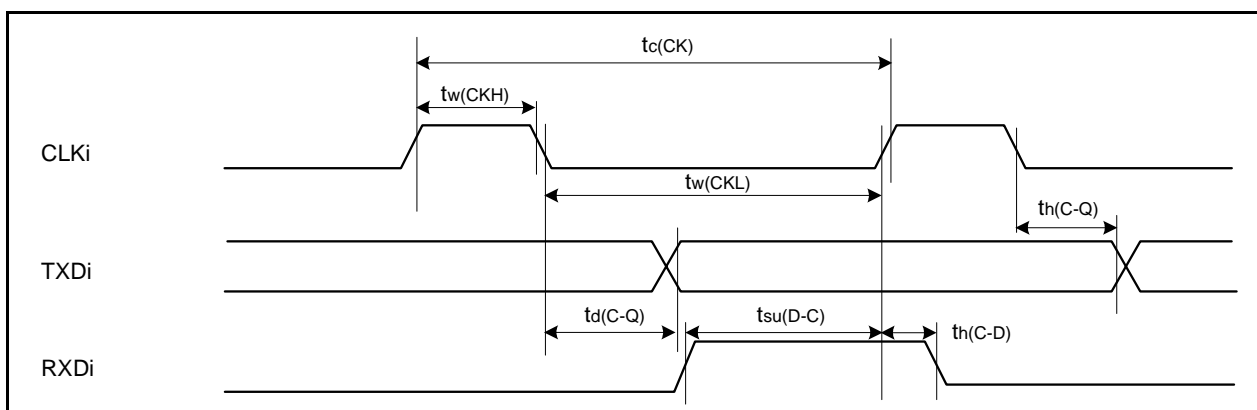 tc(CK)
tw(CKH)
CLKi
tw(CKL)
th(C-Q)
TXDi
td(C-Q)
tsu(D-C)
th(C-D)
RXDi